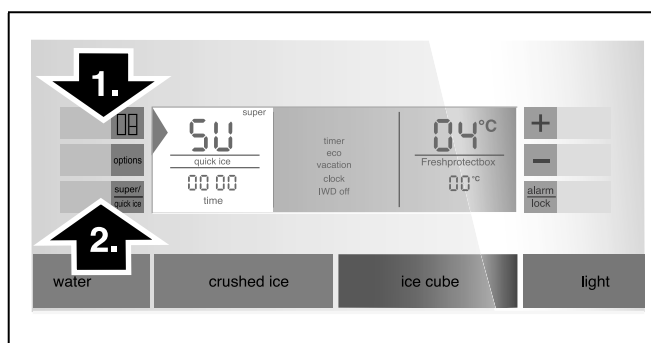 1.
super
SU
04°C
+
options
quick ice
timer
eco
vacation
clock
IWD off
Freshprotectbox
−
super/
quick ice
00 00
time
00°C
alarm
lock
2.
water
crushed ice
ice cube
light